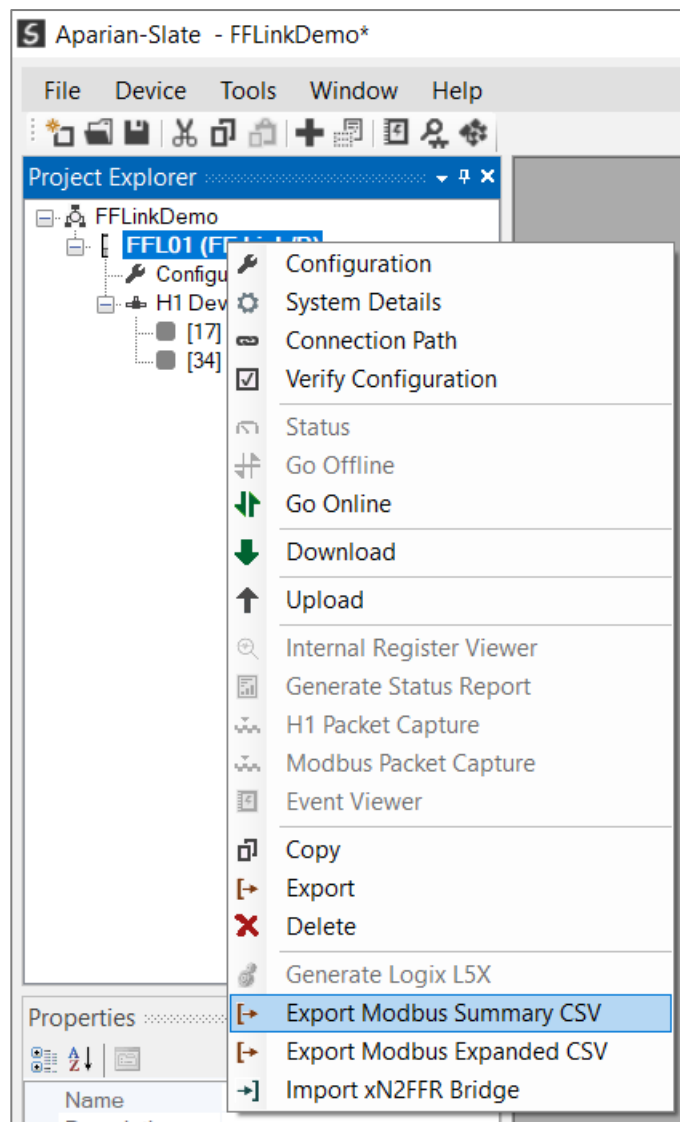 S Aparian-Slate - FFLinkDemo*
File Device Tools Window Help
Project Explorer
FFLinkDemo
FFL01
Configuration
H1
System Details
[17]
Connection Path
[34]
Verify Configuration
Status
Go Offline
Go Online
Download
Upload
Internal Register Viewer
Generate Status Report
H1 Packet Capture
Modbus Packet Capture
Event Viewer
Copy
Export
Delete
Generate Logix L5X
Properties
Export Modbus Summary CSV
Export Modbus Expanded CSV
Import xN2FFR Bridge
Name